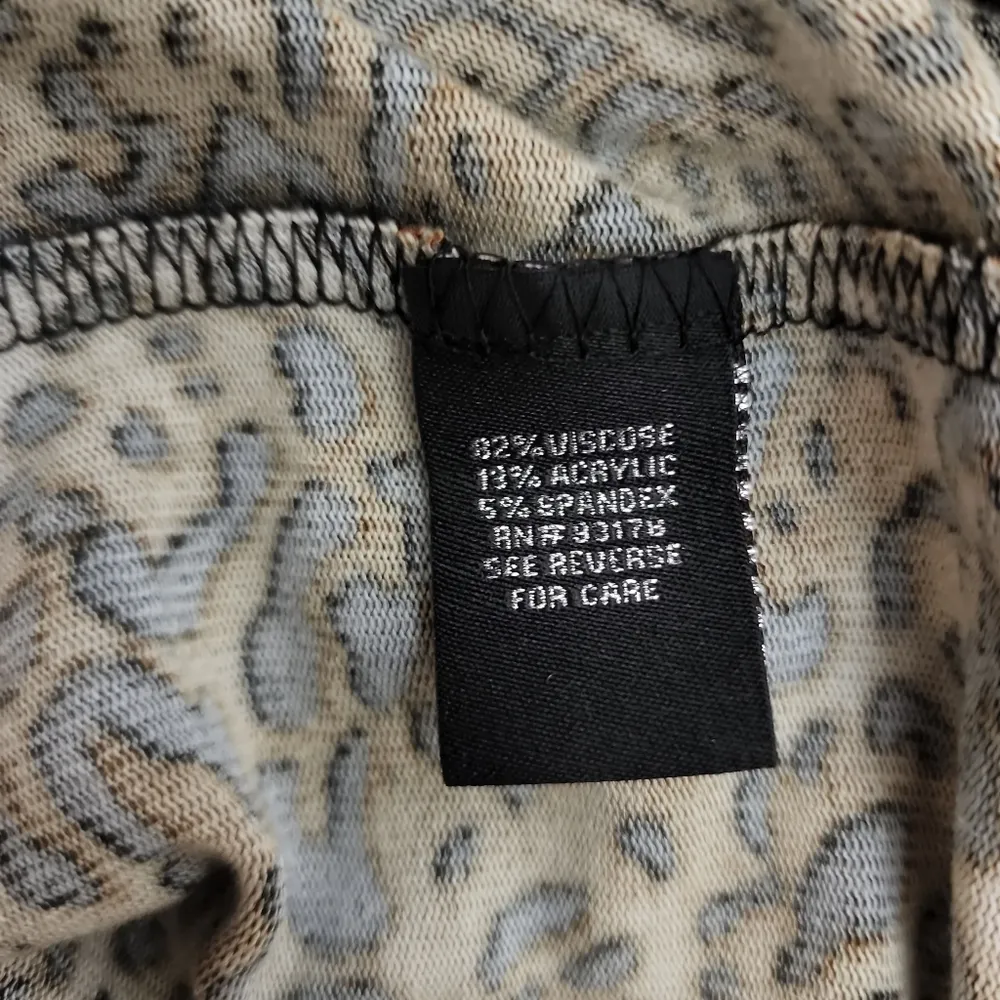 82% VISCOSE
13% ACRYLIC
5% SPANDEX
RN# 93178
SEE REVERSE
FOR CARE